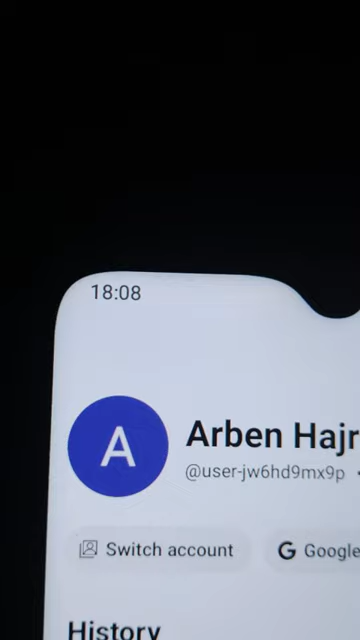 18:08
A
Arben Hajr
@user-jw6hd9mx9p
Switch account
G Google
History